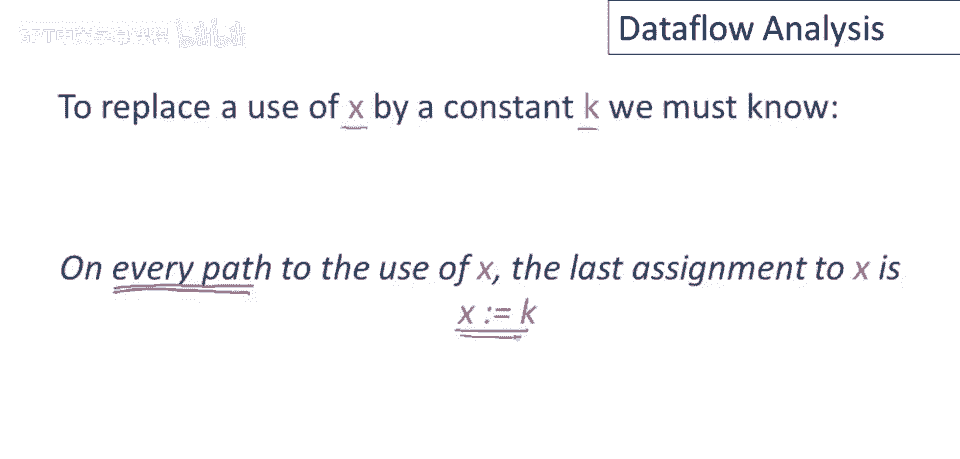 Dataflow Analysis
To replace a use of x by a constant k we must know:
On every path to the use of x, the last assignment to x is
x := k